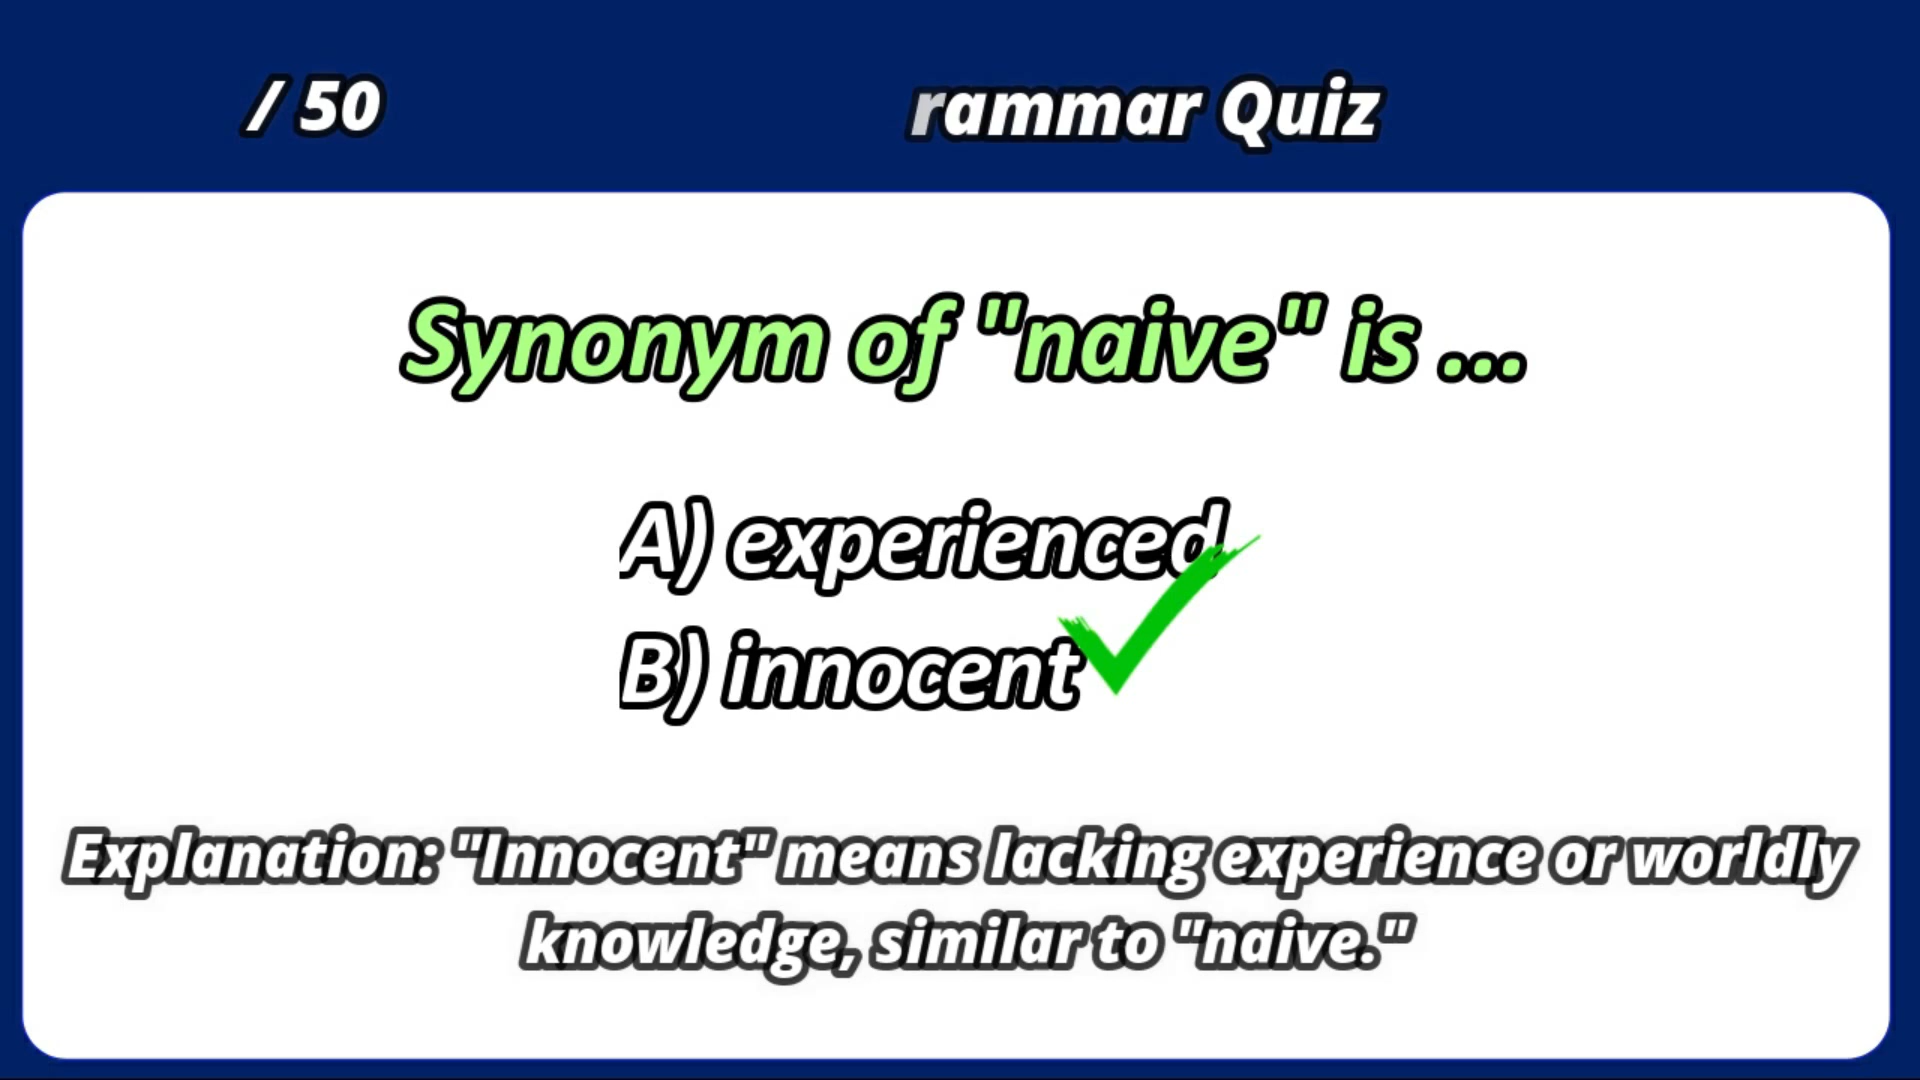 / 50
rammar Quiz
Synonym of "naive" is ...
A) experienced
B) innocent
Explanation: "Innocent" means lacking experience or worldly
knowledge, similar to "naive."